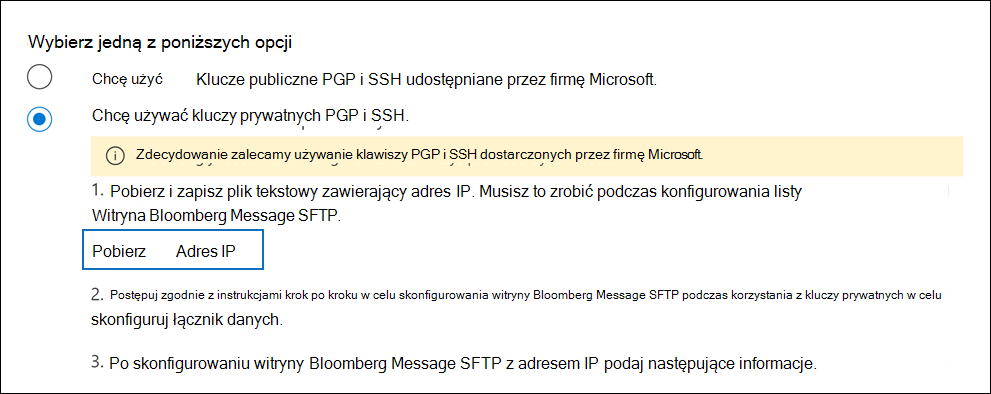 Wybierz jedną z poniższych opcji
Chcę użyć Klucze publiczne PGP i SSH udostępniane przez firmę Microsoft.
Chcę używać kluczy prywatnych PGP i SSH.
Zdecydowanie zalecamy używanie klawiszy PGP i SSH dostarczonych przez firmę Microsoft.
1. Pobierz i zapisz plik tekstowy zawierający adres IP. Musisz to zrobić podczas konfigurowania listy
Witryna Bloomberg Message SFTP.
Pobierz Adres IP
2. Postępuj zgodnie z instrukcjami krok po kroku w celu skonfigurowania witryny Bloomberg Message SFTP podczas korzystania z kluczy prywatnych w celu
skonfiguruj łącznik danych.
3. Po skonfigurowaniu witryny Bloomberg Message SFTP z adresem IP podaj następujące informacje.